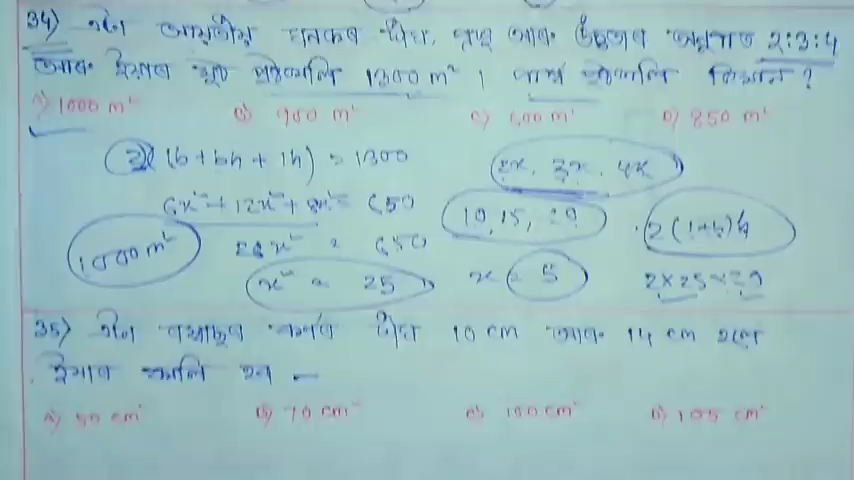 34) এটা আয়তীয় ঘনকৰ দীঘ, প্ৰস্থ আৰু উচ্চতাৰ অনুপাত 2:3:4
আৰু ইয়াৰ মুঠ পৃষ্ঠকালি 1300 m² । পাৰ্শ্ব পৃষ্ঠকালি কিমান ?
A) 1000 m² B) 900 m² C) 600 m² D) 850 m²
2(lb + bh + lh) = 1300
2x, 3x, 4x
6x² + 12x² + 8x² = 650
10, 15, 20
2(l+b)h
1000 m²
26x² = 650
x² = 25
x = 5
2 × 25 × 20
35) এটা ৰম্বাছৰ কৰ্ণৰ দীঘ 10 cm আৰু 14 cm হলে
ইয়াৰ কালি হব —
A) 50 cm² B) 70 cm² C) 100 cm² D) 105 cm²